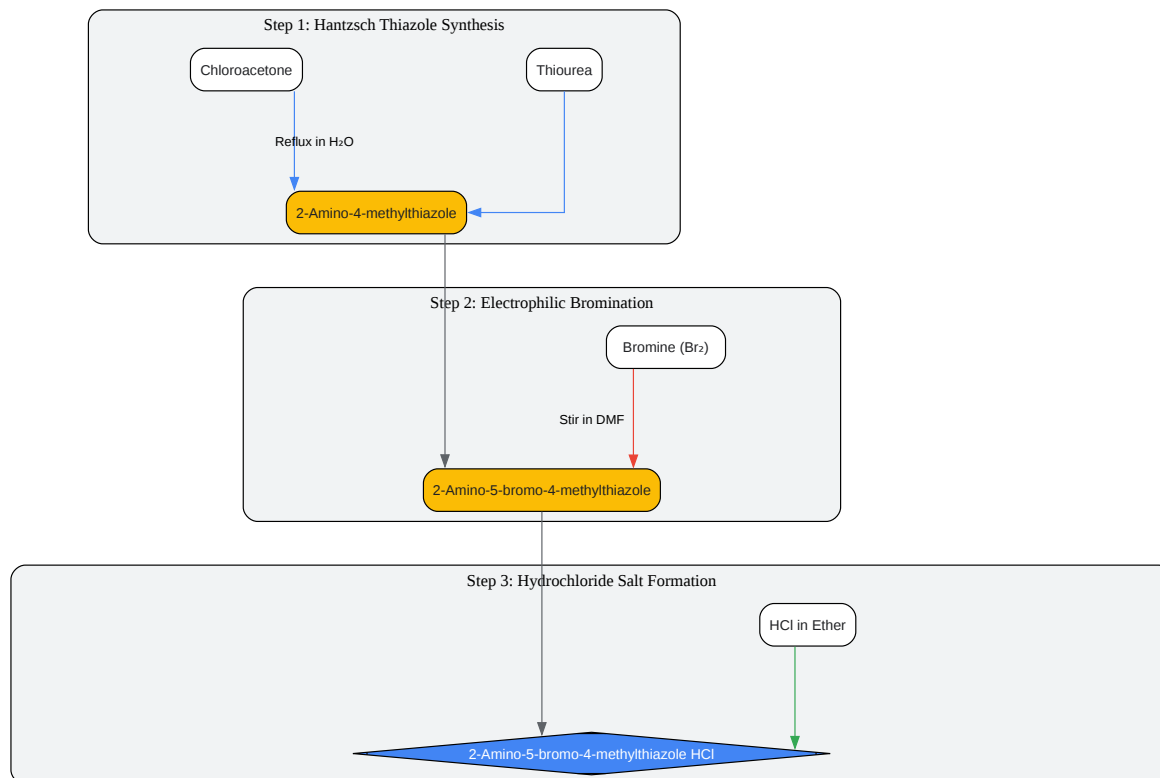 Step 1: Hantzsch Thiazole Synthesis
Chloroacetone
Thiourea
Reflux in H₂O
2-Amino-4-methylthiazole
Step 2: Electrophilic Bromination
Bromine (Br₂)
Stir in DMF
2-Amino-5-bromo-4-methylthiazole
Step 3: Hydrochloride Salt Formation
HCl in Ether
2-Amino-5-bromo-4-methylthiazole HCl